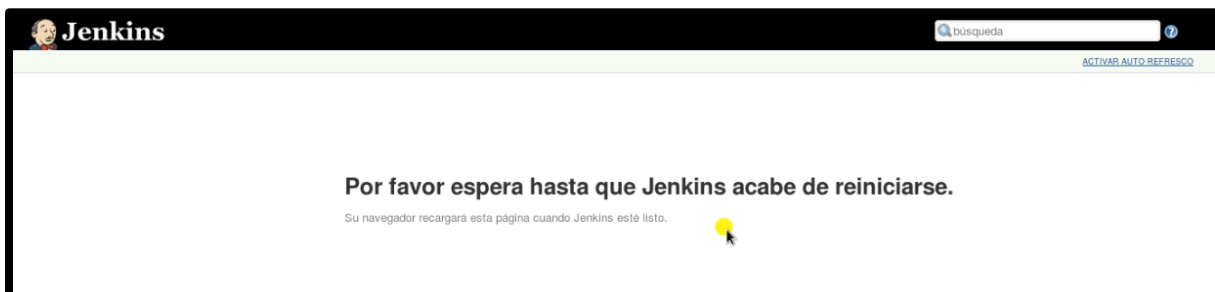 Jenkins
búsqueda
ACTIVAR AUTO REFRESCO
Por favor espera hasta que Jenkins acabe de reiniciarse.
Su navegador recargará esta página cuando Jenkins esté listo.